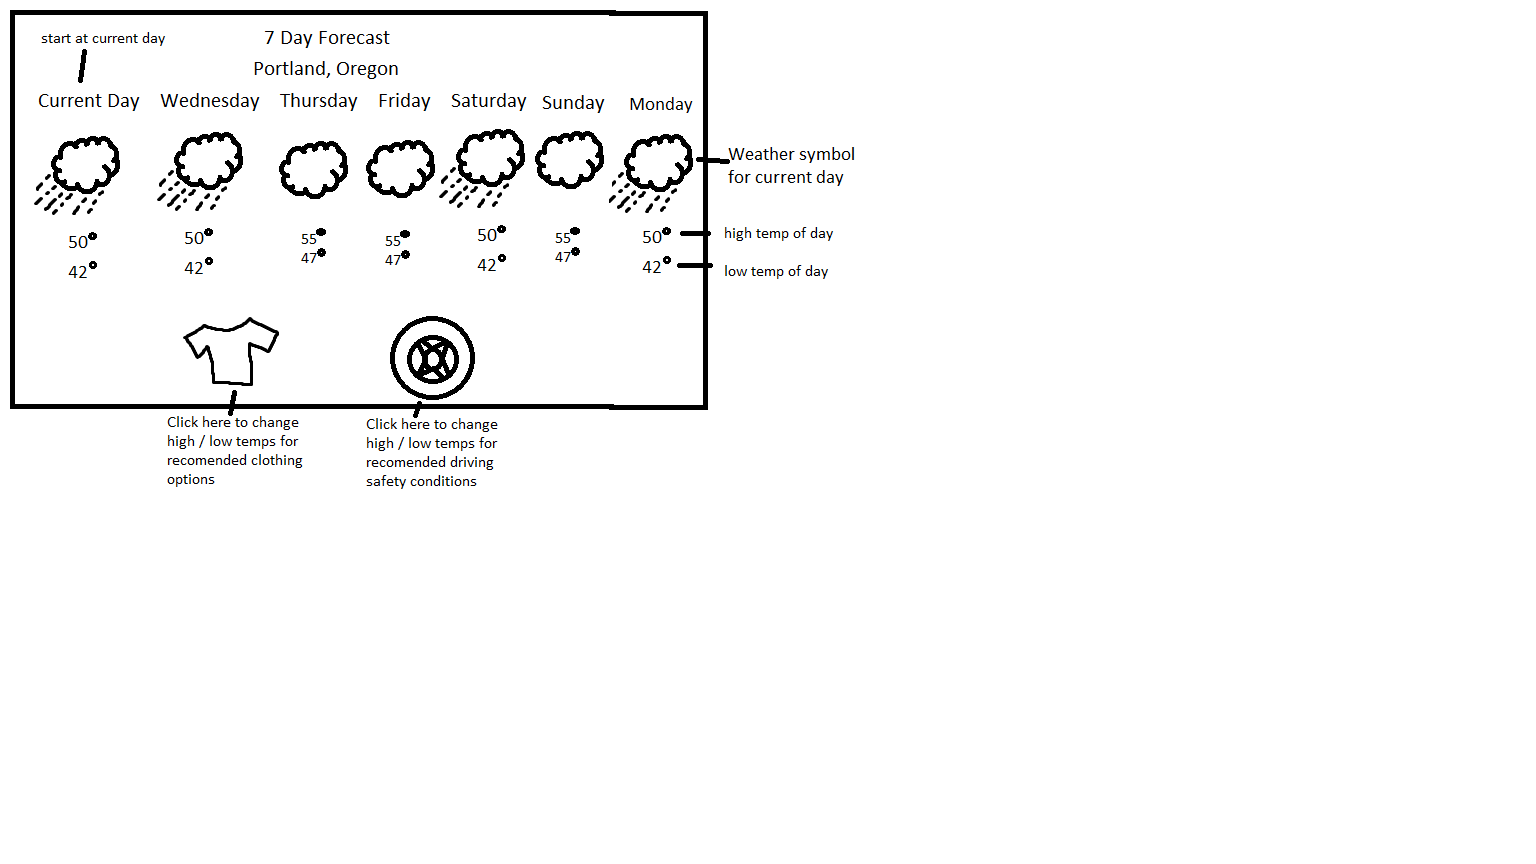 start at current day
7 Day Forecast
Portland, Oregon
Current Day Wednesday Thursday Friday Saturday Sunday Monday
Weather symbol
for current day
50° 50° 55° 55° 50° 55° 50° high temp of day
42° 42° 47° 47° 42° 47° 42° low temp of day
Click here to change
high / low temps for
recomended clothing
options
Click here to change
high / low temps for
recomended driving
safety conditions